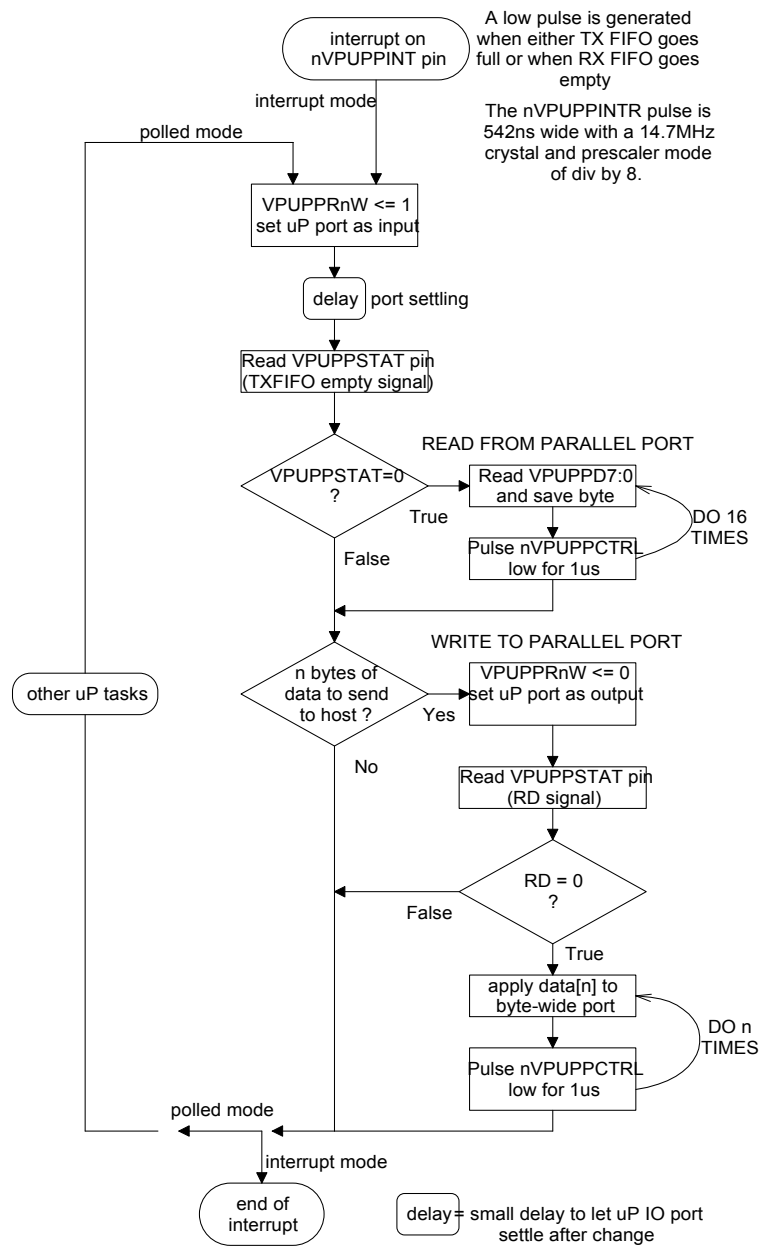 interrupt on
nVPUPPINT pin
A low pulse is generated
when either TX FIFO goes
full or when RX FIFO goes
empty
The nVPUPPINTR pulse is
542ns wide with a 14.7MHz
crystal and prescaler mode
of div by 8.
interrupt mode
polled mode
VPUPPRnW <= 1
set uP port as input
delay
port settling
Read VPUPPSTAT pin
(TXFIFO empty signal)
VPUPPSTAT=0
?
True
False
READ FROM PARALLEL PORT
Read VPUPPD7:0
and save byte
DO 16
TIMES
Pulse nVPUPPCTRL
low for 1us
n bytes of
data to send
to host ?
Yes
No
WRITE TO PARALLEL PORT
VPUPPRnW <= 0
set uP port as output
other uP tasks
Read VPUPPSTAT pin
(RD signal)
RD = 0
?
False
True
apply data[n] to
byte-wide port
DO n
TIMES
Pulse nVPUPPCTRL
low for 1us
polled mode
interrupt mode
end of
interrupt
delay
= small delay to let uP IO port
settle after change